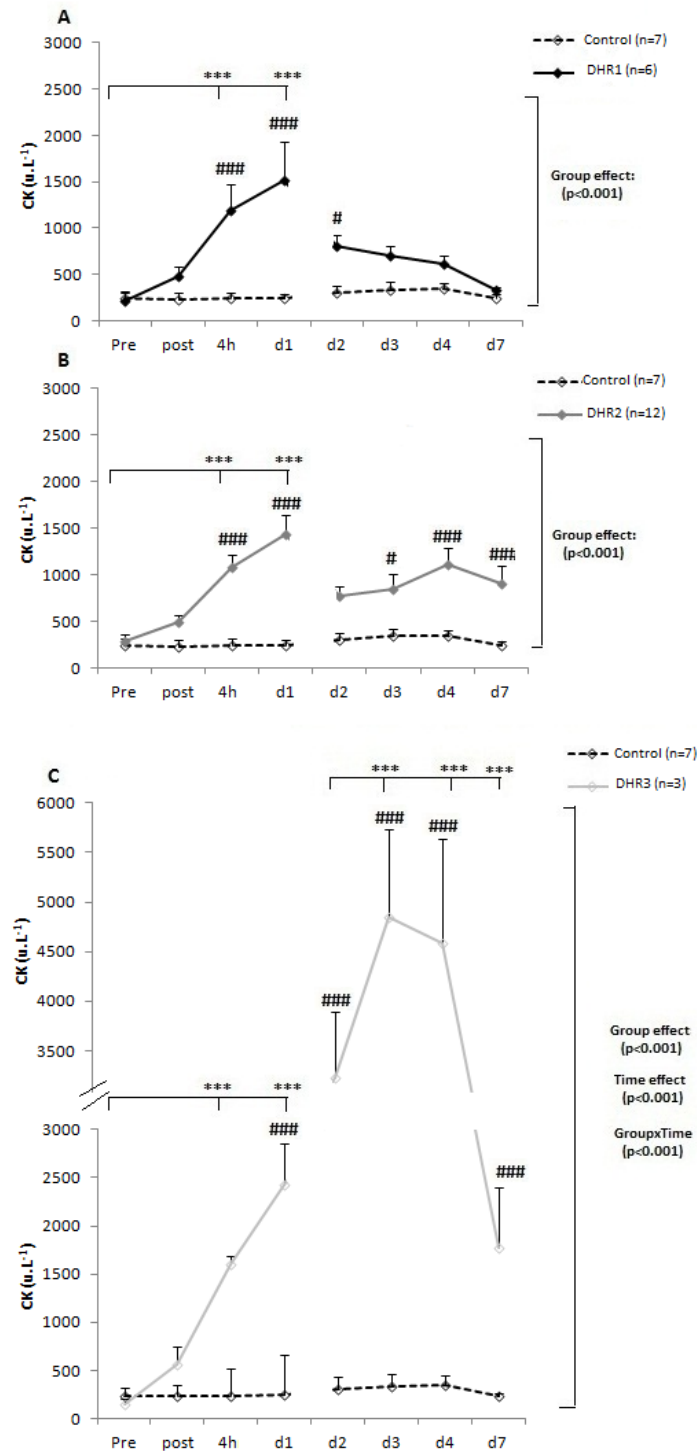 A
Control (n=7)
DHR1 (n=6)
3000
2500
2000
1500
1000
500
0
CK (u.L-1)
*** ***
###
###
#
Group effect:
(p<0.001)
Pre post 4h d1 d2 d3 d4 d7
B
Control (n=7)
DHR2 (n=12)
3000
2500
2000
1500
1000
500
0
CK (u.L-1)
*** ***
###
###
#
###
###
Group effect:
(p<0.001)
Pre post 4h d1 d2 d3 d4 d7
C
Control (n=7)
DHR3 (n=3)
*** *** ***
6000
5500
5000
4500
4000
3500
CK (u.L-1)
###
###
###
Group effect
(p<0.001)
Time effect
(p<0.001)
GroupxTime
(p<0.001)
*** ***
3000
2500
2000
1500
1000
500
0
CK (u.L-1)
###
###
Pre post 4h d1 d2 d3 d4 d7